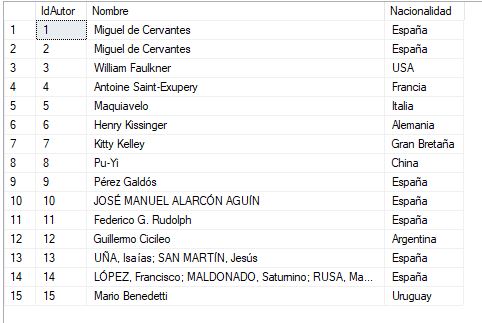 IdAutor Nombre Nacionalidad
1 1 Miguel de Cervantes España
2 2 Miguel de Cervantes España
3 3 William Faulkner USA
4 4 Antoine Saint-Exupery Francia
5 5 Maquiavelo Italia
6 6 Henry Kissinger Alemania
7 7 Kitty Kelley Gran Bretaña
8 8 Pu-Yi China
9 9 Pérez Galdós España
10 10 JOSÉ MANUEL ALARCÓN AGUÍN España
11 11 Federico G. Rudolph España
12 12 Guillermo Cicileo Argentina
13 13 UÑA, Isaías; SAN MARTÍN, Jesús España
14 14 LÓPEZ, Francisco; MALDONADO, Saturnino; RUSA, Ma... España
15 15 Mario Benedetti Uruguay